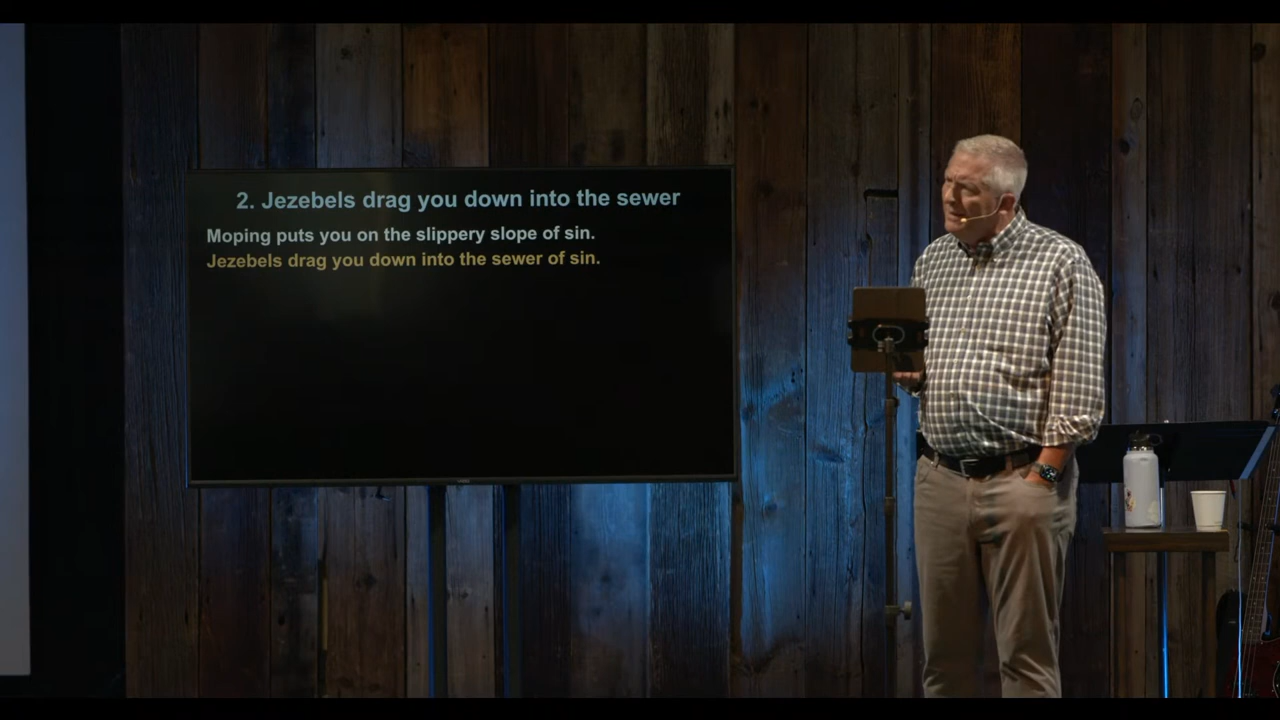 2. Jezebels drag you down into the sewer
Moping puts you on the slippery slope of sin.
Jezebels drag you down into the sewer of sin.